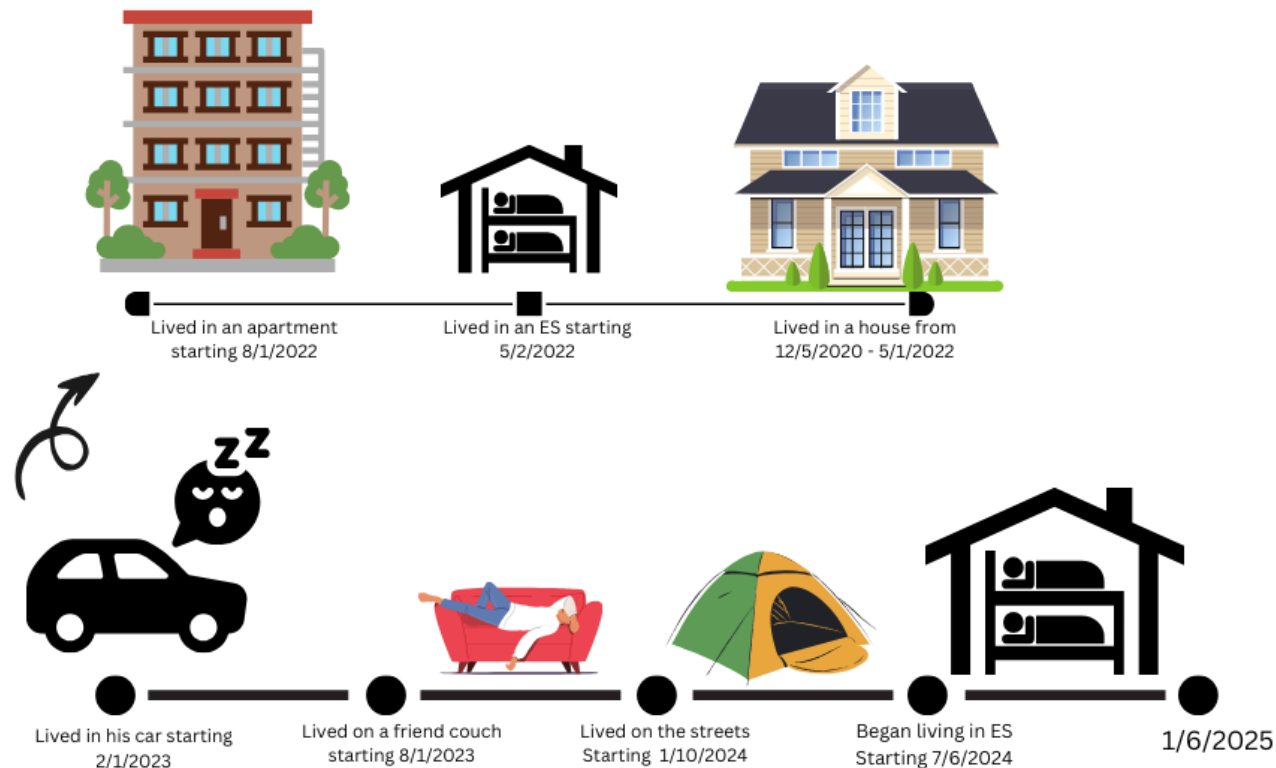 Lived in an apartment
starting 8/1/2022
Lived in an ES starting
5/2/2022
Lived in a house from
12/5/2020 - 5/1/2022
z z
Lived in his car starting
2/1/2023
Lived on a friend couch
starting 8/1/2023
Lived on the streets
Starting 1/10/2024
Began living in ES
Starting 7/6/2024
1/6/2025